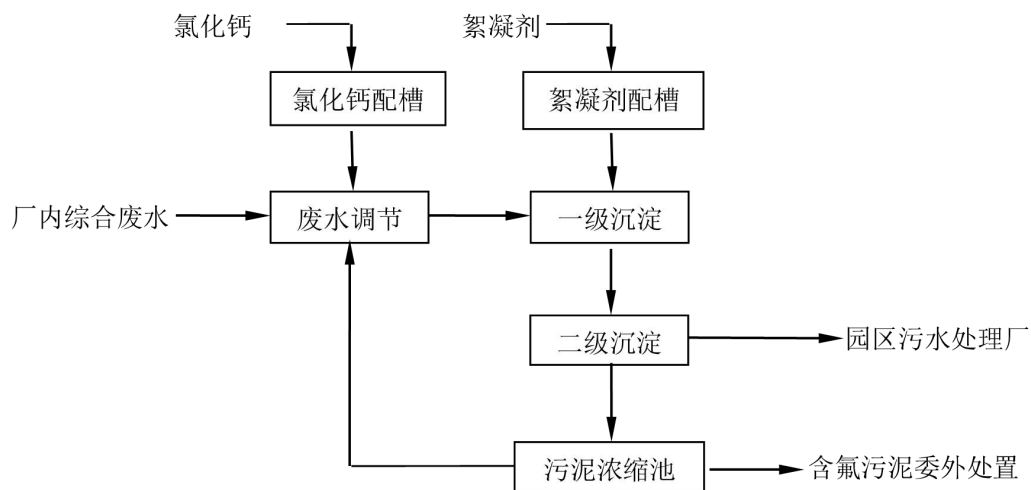 氯化钙
絮凝剂
氯化钙配槽
絮凝剂配槽
厂内综合废水
废水调节
一级沉淀
二级沉淀
园区污水处理厂
污泥浓缩池
含氟污泥委外处置